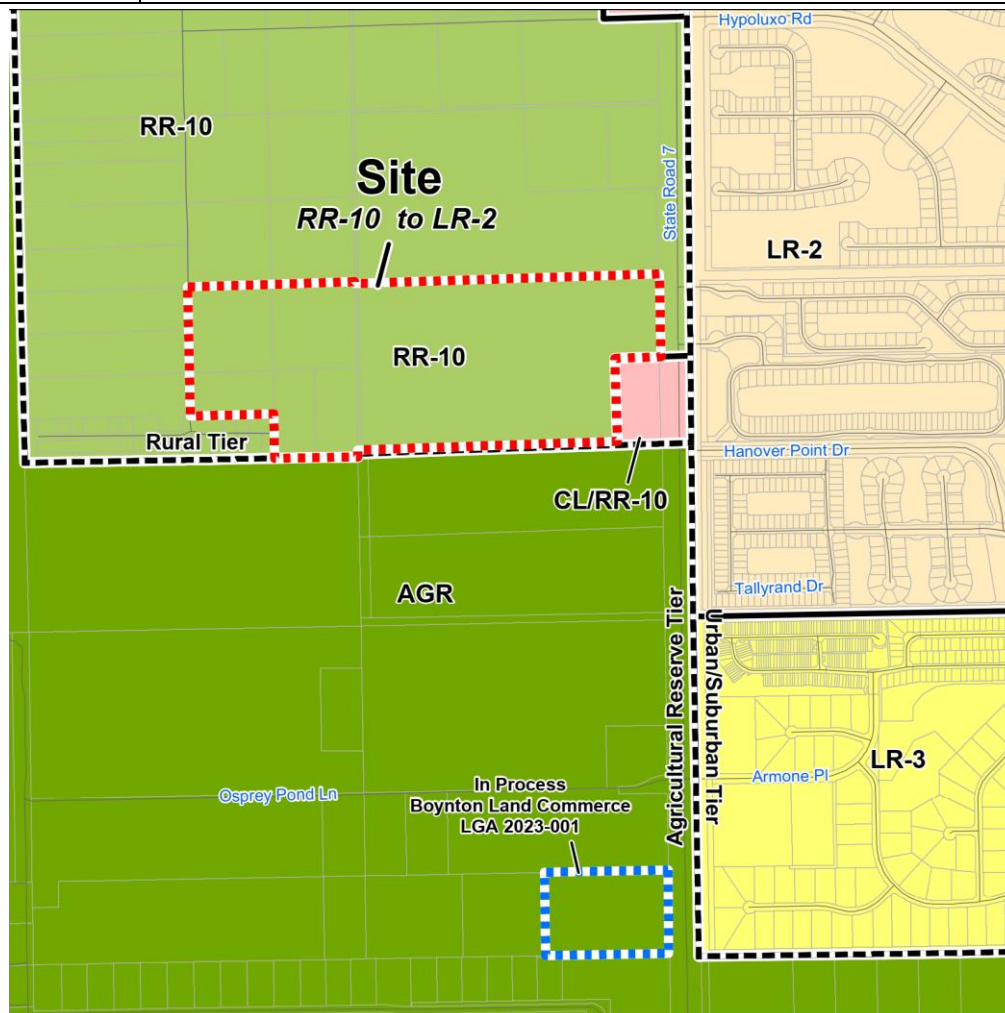 Hypoluxo Rd
RR-10
Site
RR-10 to LR-2
State Road 7
LR-2
RR-10
Rural Tier
Hanover Point Dr
CL/RR-10
AGR
Tallyrand Dr
Agricultural Reserve Tier
Urban/Suburban Tier
LR-3
Armone Pl
In Process
Boynton Land Commerce
LGA 2023-001
Osprey Pond Ln